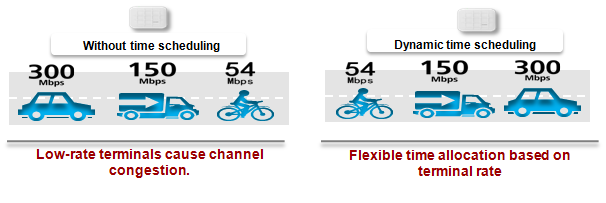 Without time scheduling
300
Mbps
150
Mbps
54
Mbps
Low-rate terminals cause channel
congestion.
Dynamic time scheduling
54
Mbps
150
Mbps
300
Mbps
Flexible time allocation based on
terminal rate